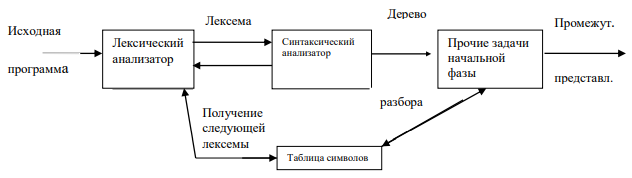 Исходная
программа
Лексический
анализатор
Лексема
Получение
следующей
лексемы
Синтаксический
анализатор
Таблица символов
Дерево
разбора
Прочие задачи
начальной
фазы
Промежут.
представл.